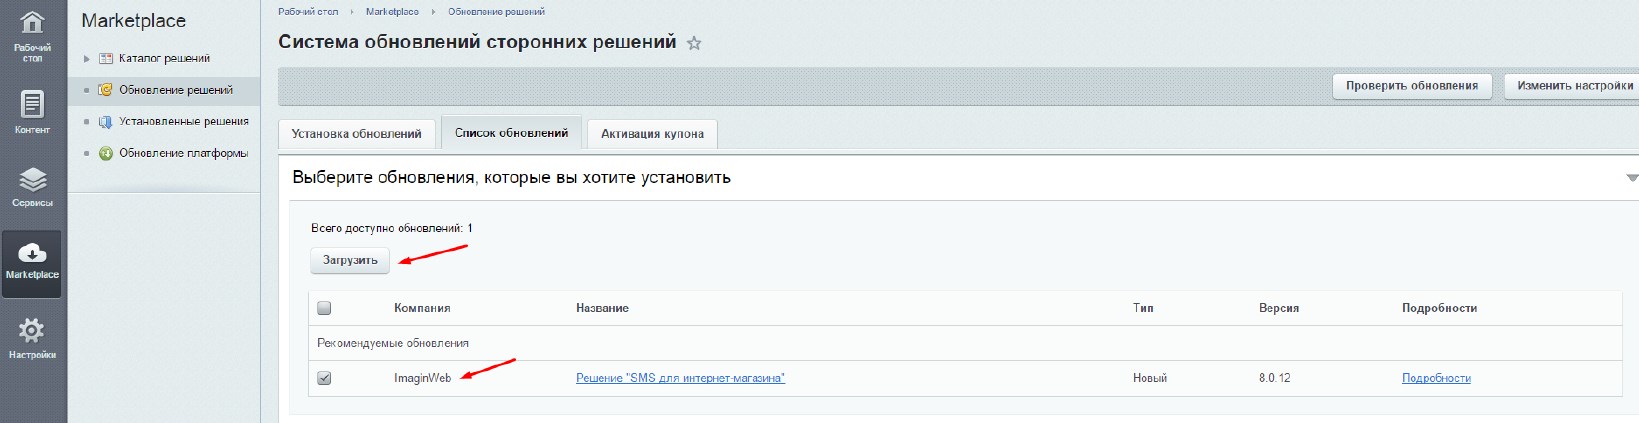 Рабочий
стол
Контент
Сервисы
Marketplace
Настройки
Marketplace
Каталог решений
Обновление решений
Установленные решения
Обновление платформы
Рабочий стол Marketplace Обновление решений
Система обновлений сторонних решений
Проверить обновления Изменить настройки
Установка обновлений Список обновлений Активация купона
Выберите обновления, которые вы хотите установить
Всего доступно обновлений: 1
Загрузить
Компания Название Тип Версия Подробности
Рекомендуемые обновления
ImaginWeb Решение "SMS для интернет-магазина" Новый 8.0.12 Подробности